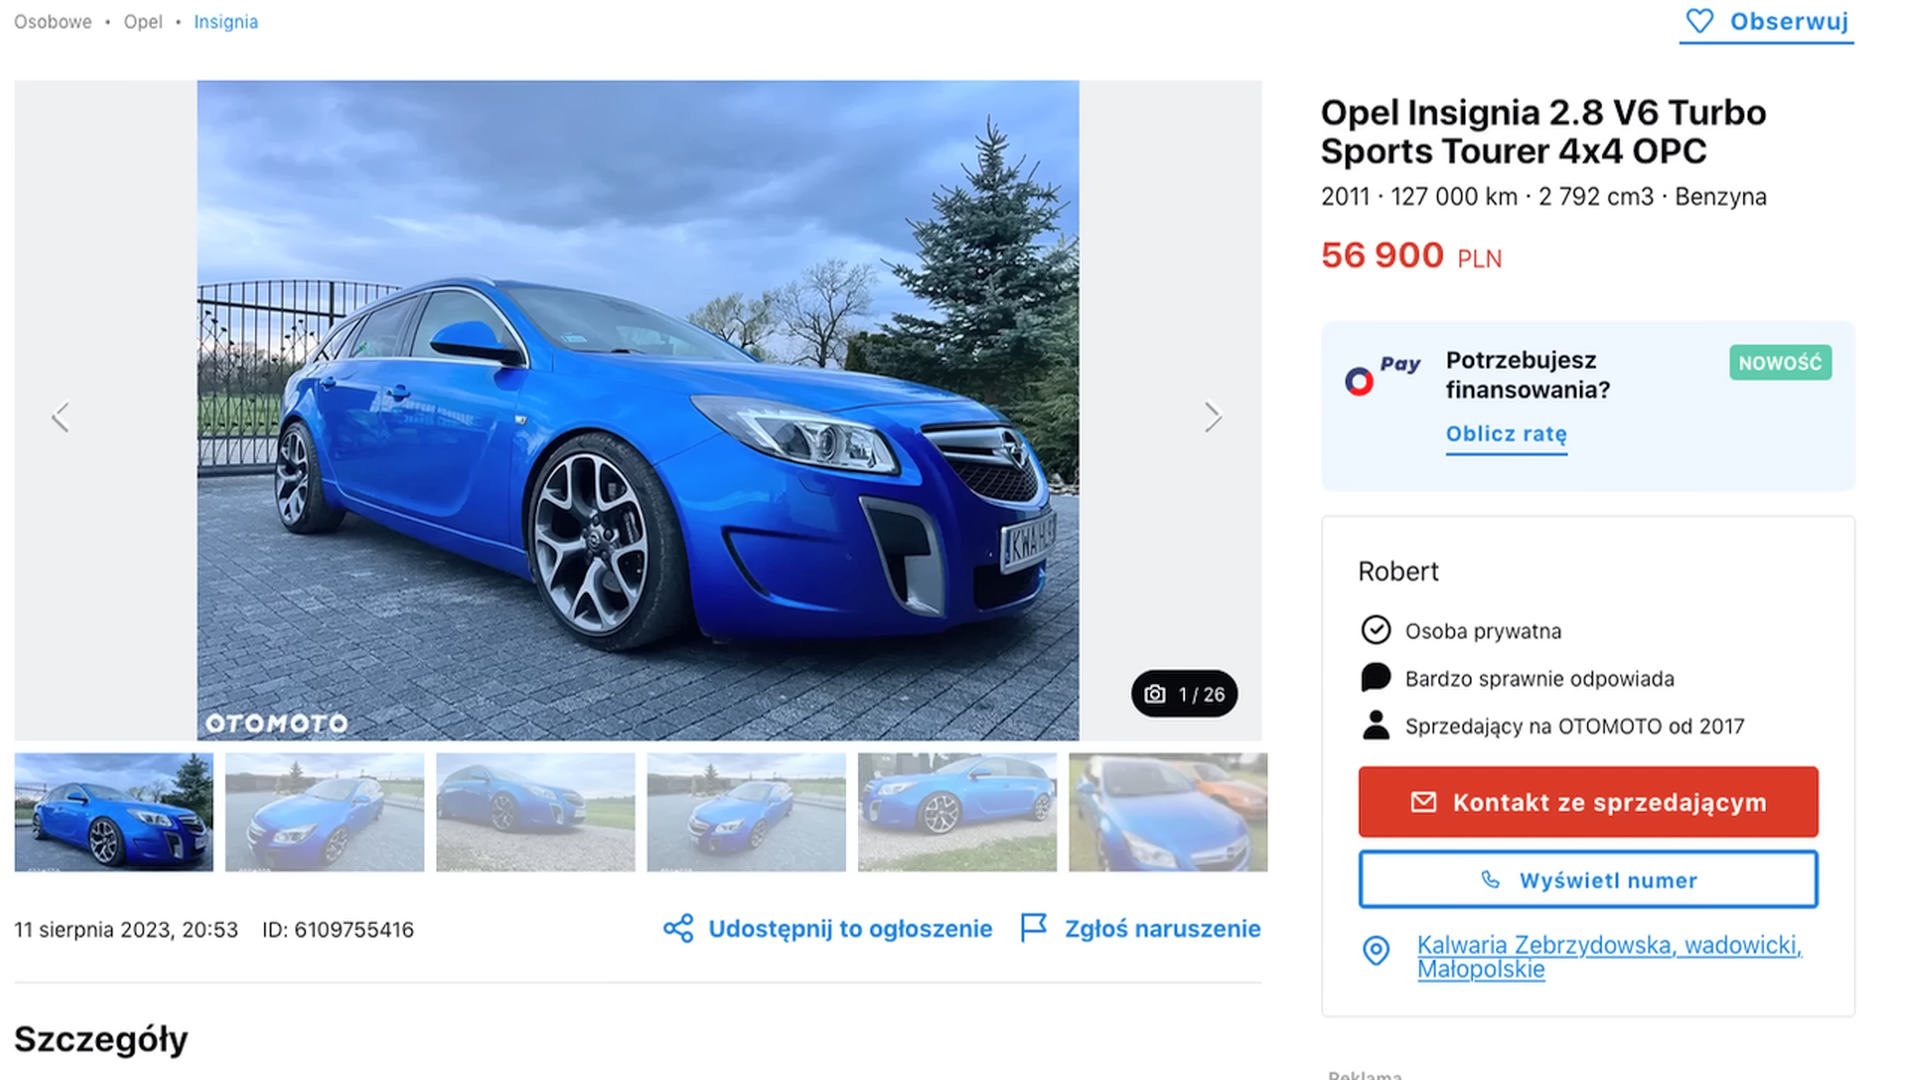 Osobowe • Opel • Insignia
Obserwuj
OTOMOTO
1 / 26
Opel Insignia 2.8 V6 Turbo
Sports Tourer 4x4 OPC
2011 · 127 000 km · 2 792 cm3 · Benzyna
56 900 PLN
Pay
Potrzebujesz
finansowania?
NOWOŚĆ
Oblicz ratę
Robert
Osoba prywatna
Bardzo sprawnie odpowiada
Sprzedający na OTOMOTO od 2017
Kontakt ze sprzedającym
Wyświetl numer
Kalwaria Zebrzydowska, wadowicki,
Małopolskie
11 sierpnia 2023, 20:53 ID: 6109755416
Udostępnij to ogłoszenie
Zgłoś naruszenie
Szczegóły
Reklama